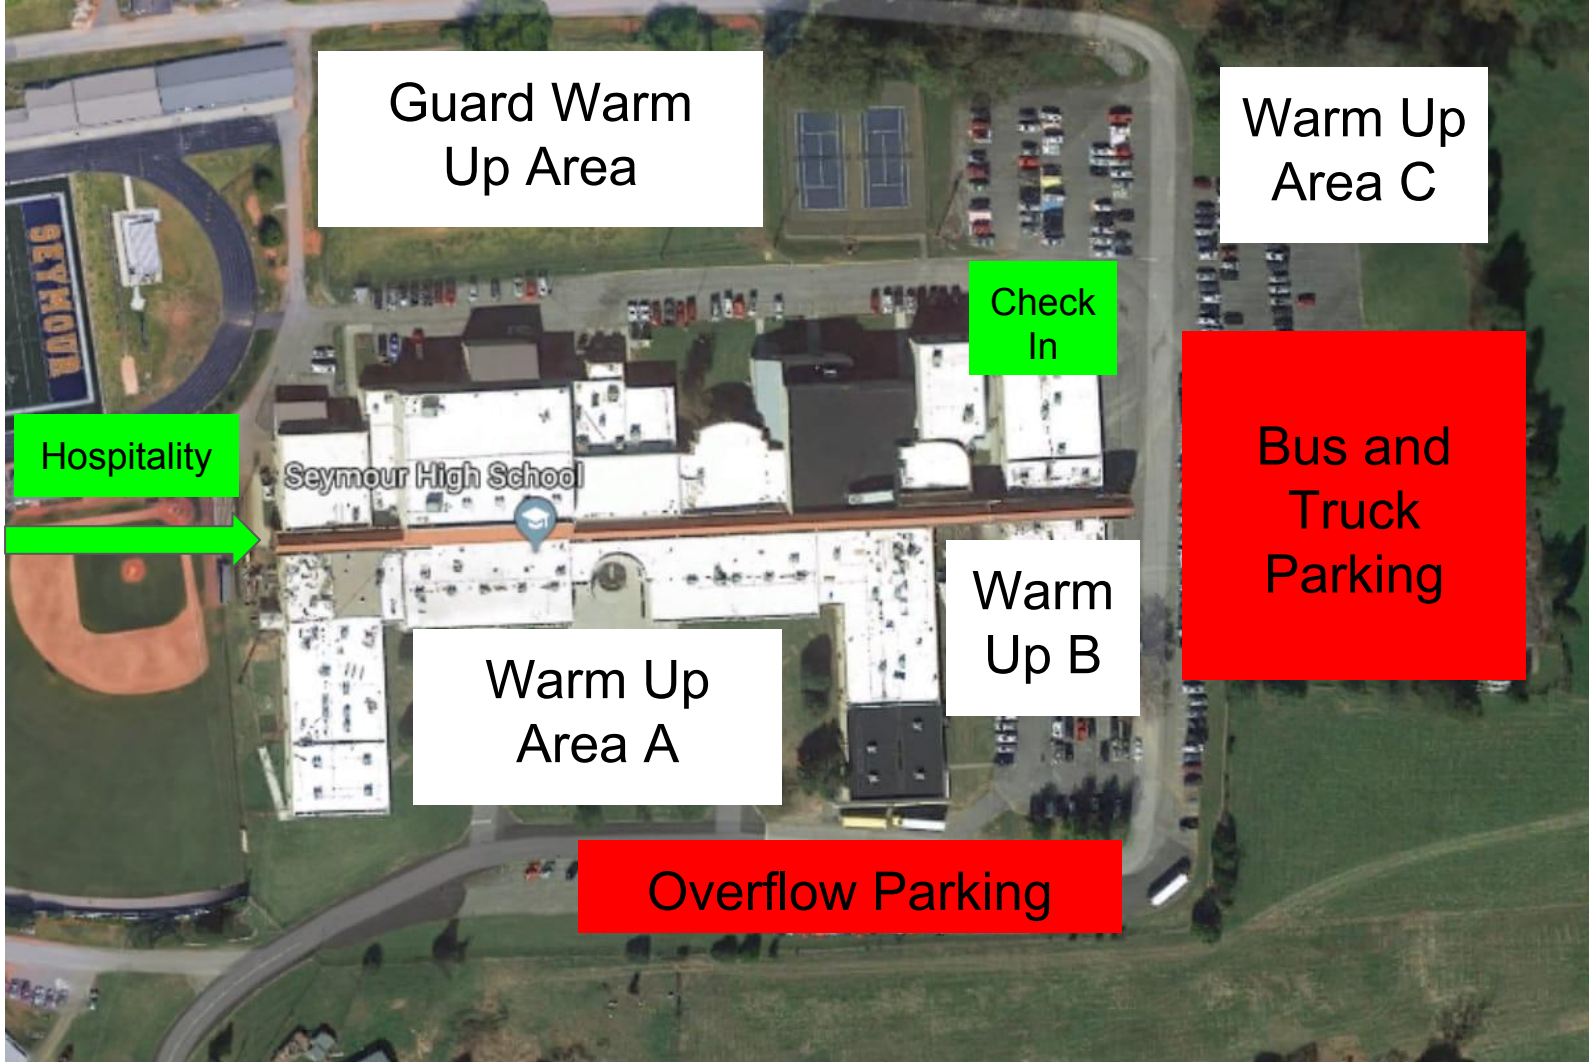 Guard Warm
Up Area
Warm Up
Area C
SEYMOUR
Check
In
Hospitality
Seymour High School
Bus and
Truck
Parking
Warm
Up B
Warm Up
Area A
Overflow Parking